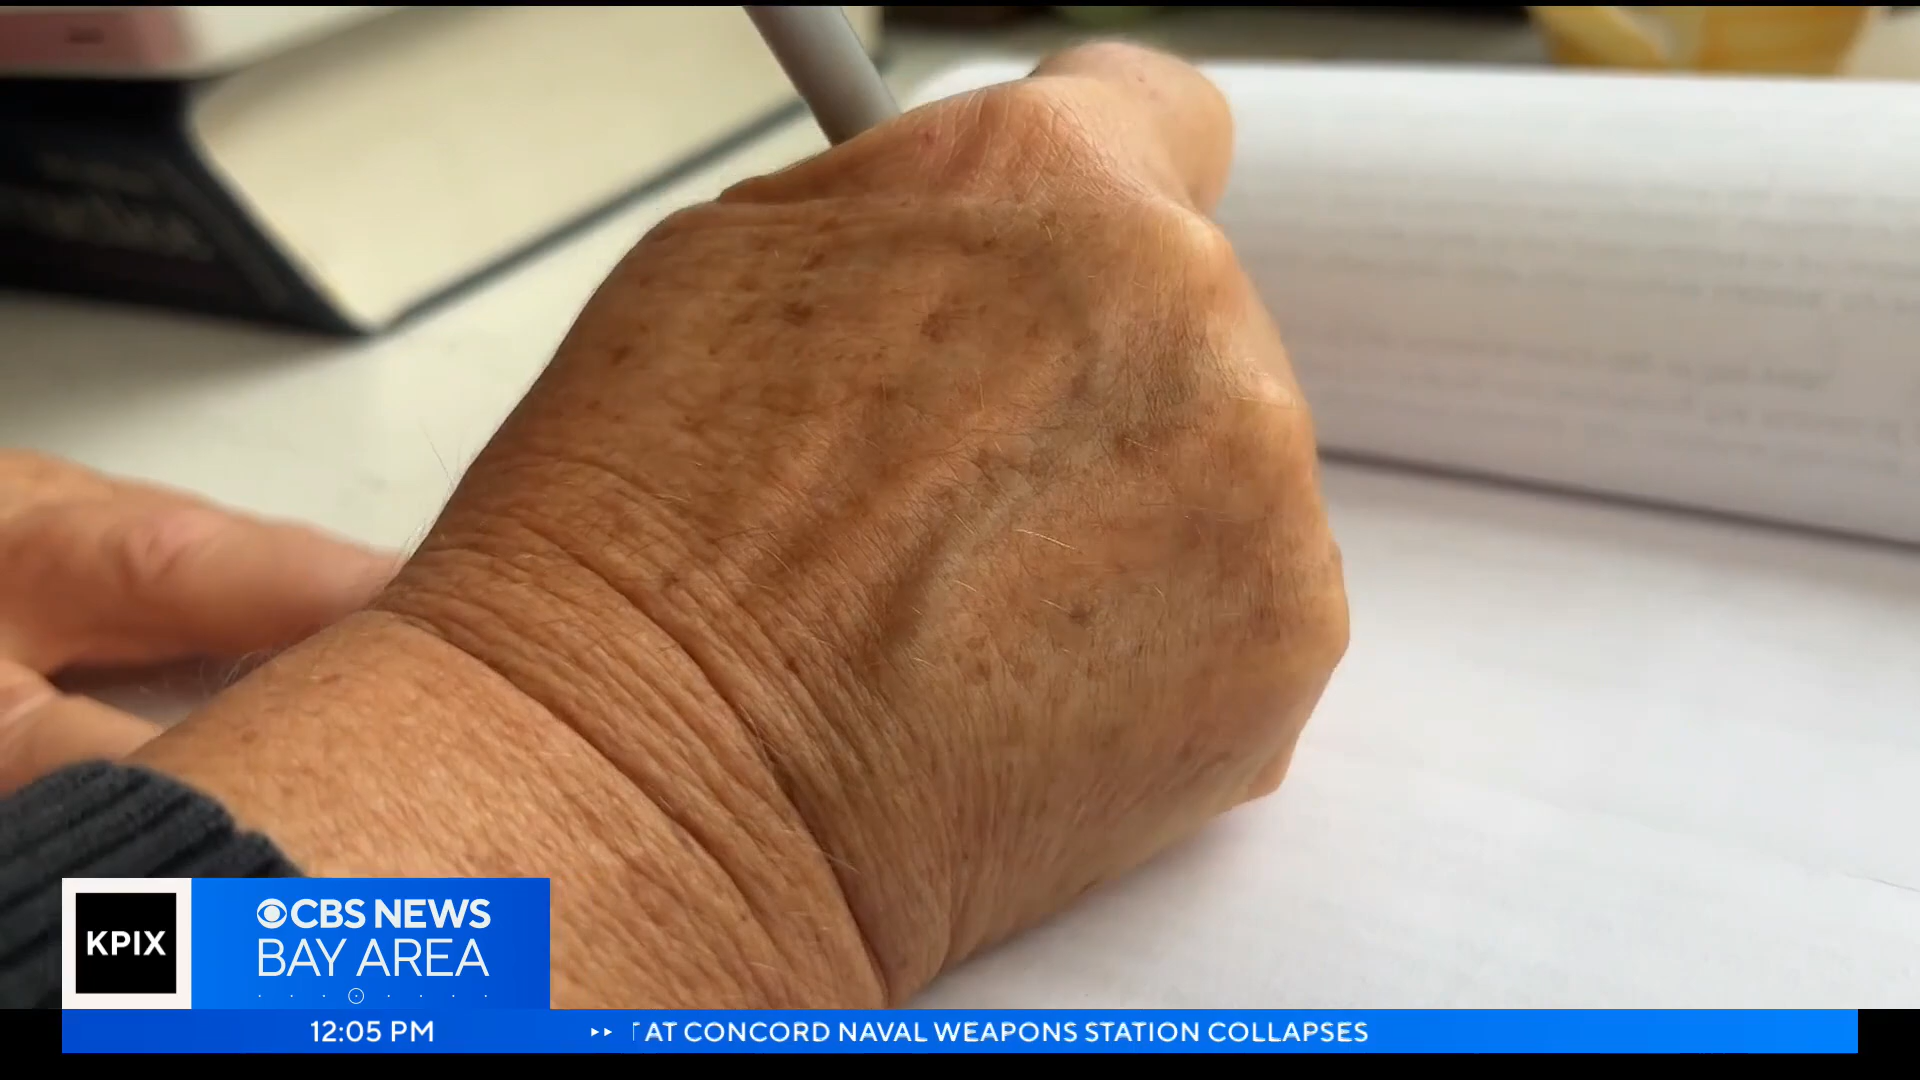 KPIX
CBS NEWS
BAY AREA
12:05 PM
AT CONCORD NAVAL WEAPONS STATION COLLAPSES